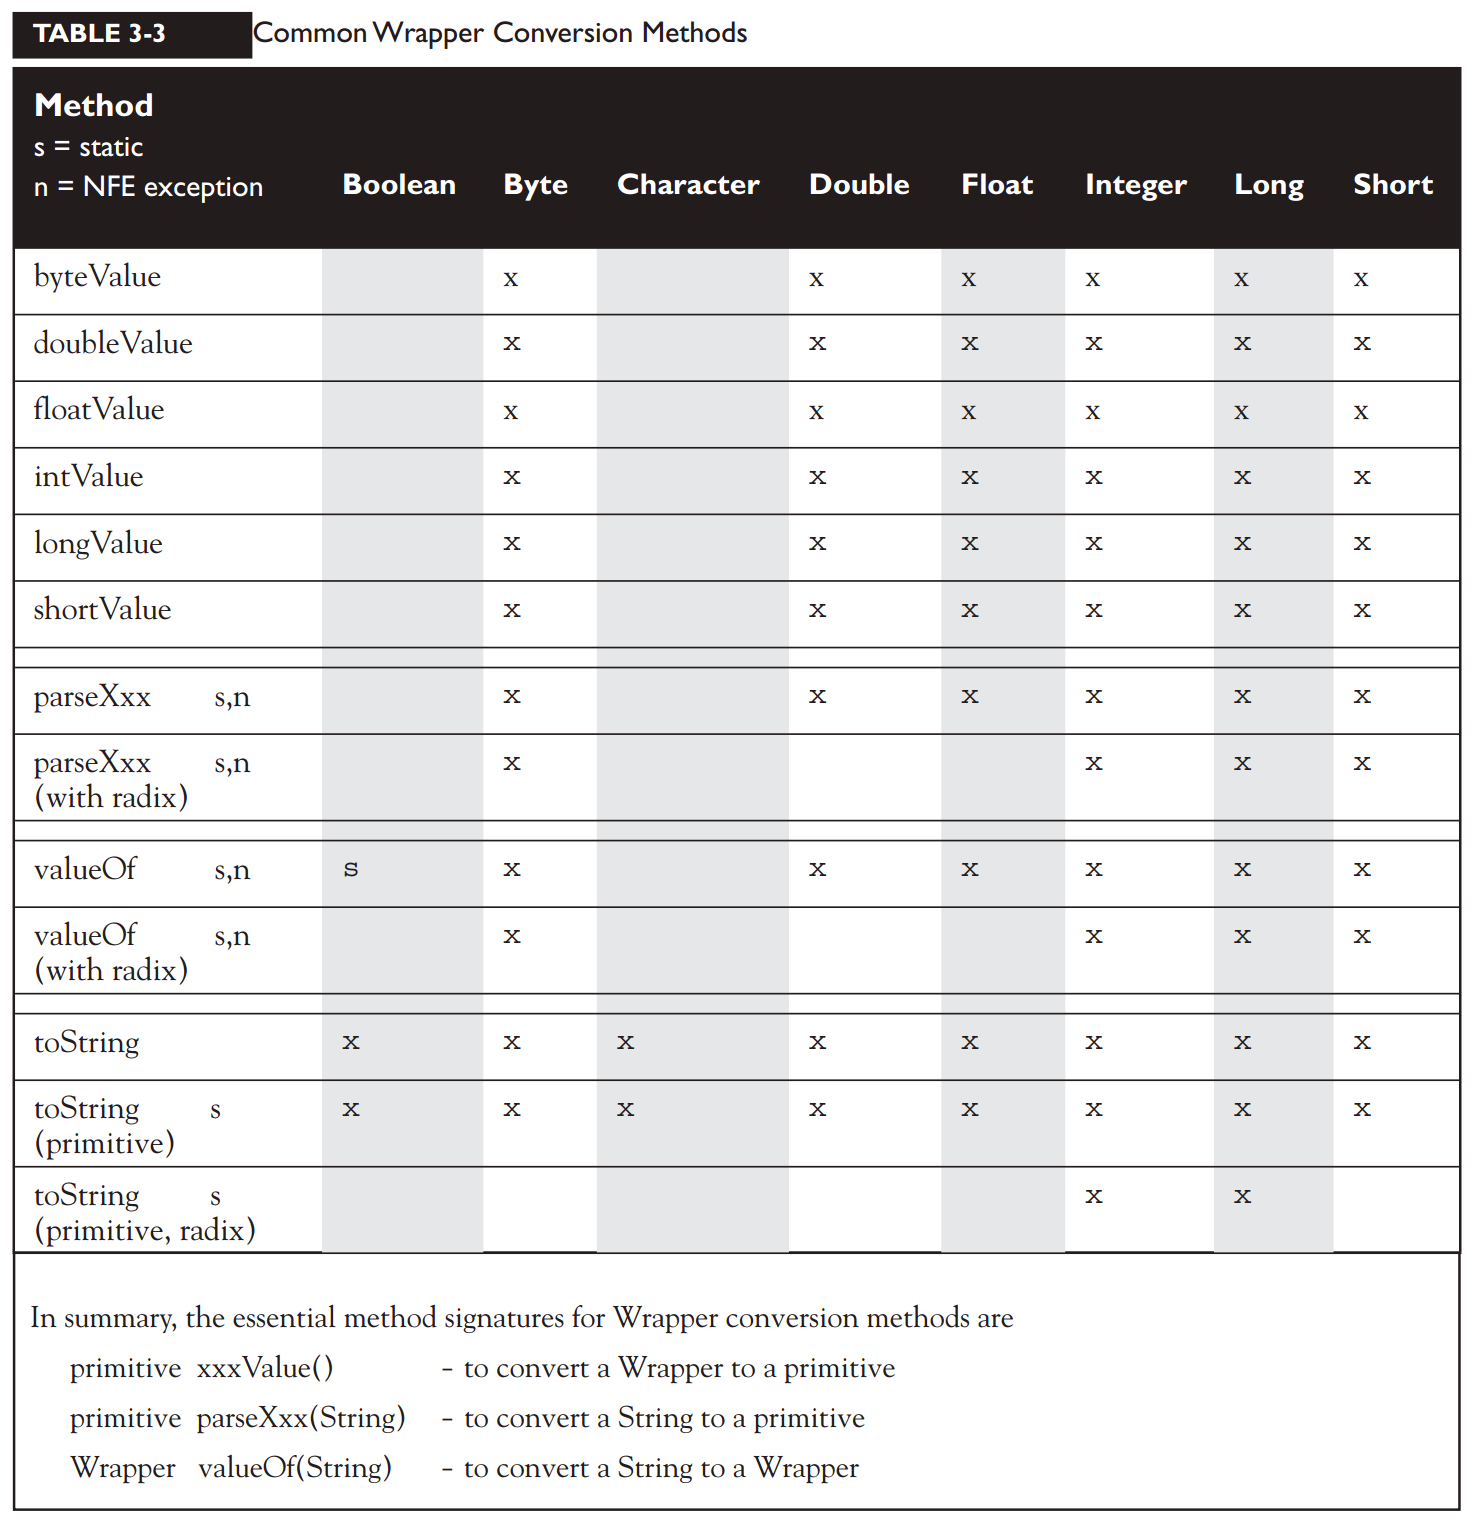 TABLE 3-3 Common Wrapper Conversion Methods
Method
s = static
n = NFE exception Boolean Byte Character Double Float Integer Long Short
byteValue x x x x x x
doubleValue x x x x x x
floatValue x x x x x x
intValue x x x x x x
longValue x x x x x x
shortValue x x x x x x
parseXxx s,n x x x x x x
parseXxx s,n x x x x
(with radix)
valueOf s,n s x x x x x x
valueOf s,n x x x x
(with radix)
toString x x x x x x x x
toString s x x x x x x x x
(primitive)
toString s x x
(primitive, radix)
In summary, the essential method signatures for Wrapper conversion methods are
primitive xxxValue() - to convert a Wrapper to a primitive
primitive parseXxx(String) - to convert a String to a primitive
Wrapper valueOf(String) - to convert a String to a Wrapper